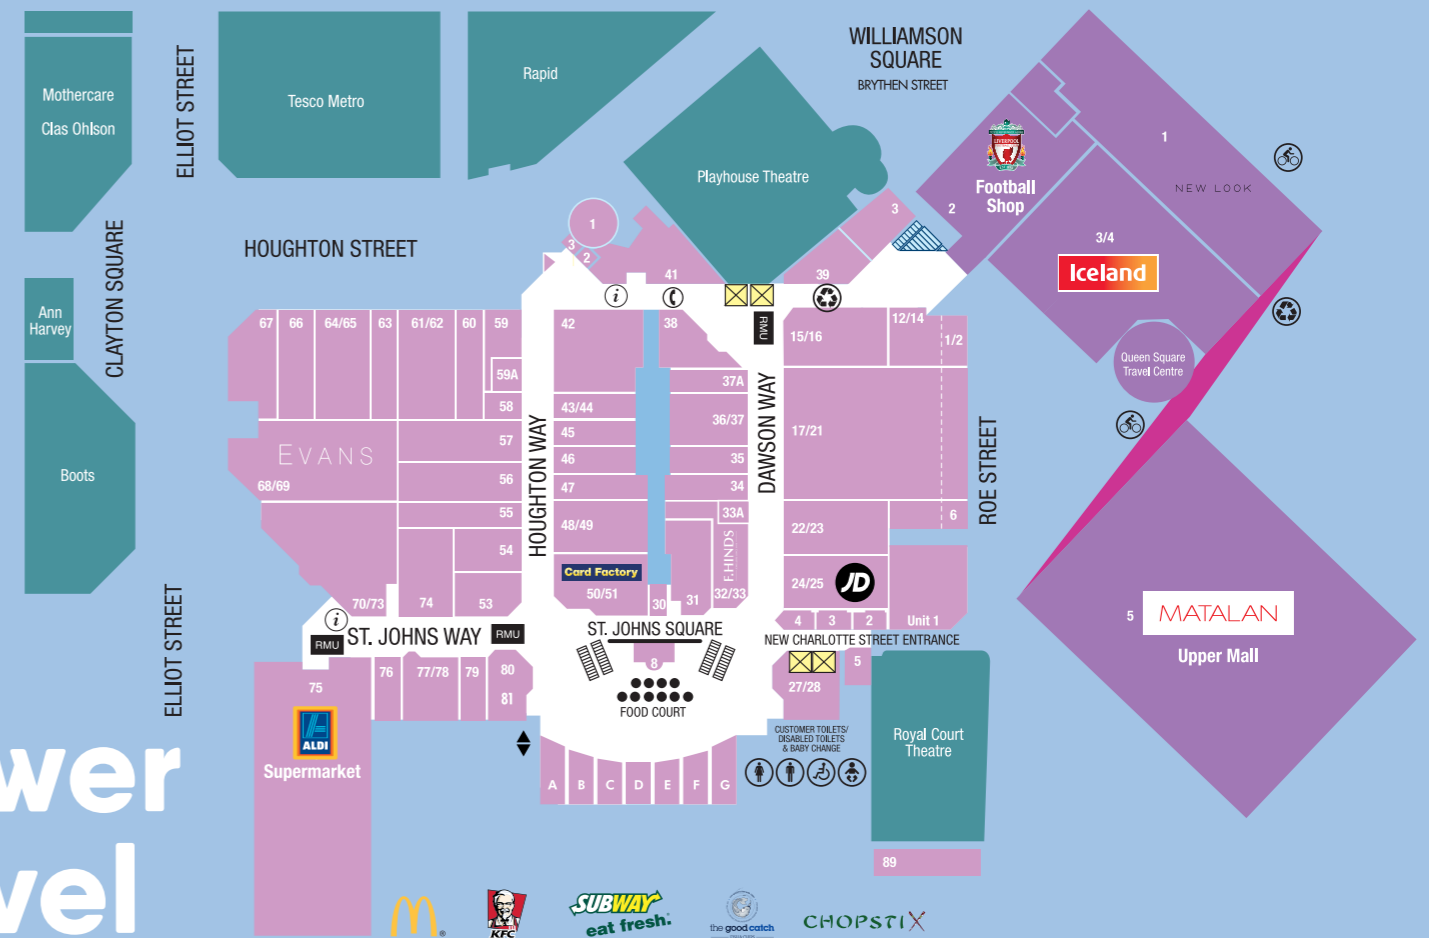 Mothercare
Clas Ohlson
ELLIOT STREET
Tesco Metro
Rapid
WILLIAMSON
SQUARE
BRYTHEN STREET
Playhouse Theatre
LIVERPOOL
Football
Shop
1
NEW LOOK
2
3/4
Iceland
Queen Square
Travel Centre
CLAYTON SQUARE
Ann
Harvey
Boots
HOUGHTON STREET
1
3
2
41
3
39
i
RMU
67
66
64/65
63
61/62
60
59
59A
58
57
56
55
54
53
EVANS
68/69
70/73
74
HOUGHTON WAY
42
43/44
45
46
47
48/49
Card Factory
50/51
38
37A
36/37
35
34
33A
F.HINDS
32/33
31
30
DAWSON WAY
15/16
12/14
1/2
17/21
6
22/23
24/25
JD
4
3
2
Unit 1
ROE STREET
5
MATALAN
Upper Mall
ELLIOT STREET
i
RMU
ST. JOHNS WAY
RMU
ST. JOHNS SQUARE
NEW CHARLOTTE STREET ENTRANCE
8
FOOD COURT
75
ALDI
Supermarket
76
77/78
79
80
81
27/28
5
CUSTOMER TOILETS/
DISABLED TOILETS
& BABY CHANGE
Royal Court
Theatre
A
B
C
D
E
F
G
89
wer
vel
KFC
SUBWAY
eat fresh.
the good catch
CHOPSTIX